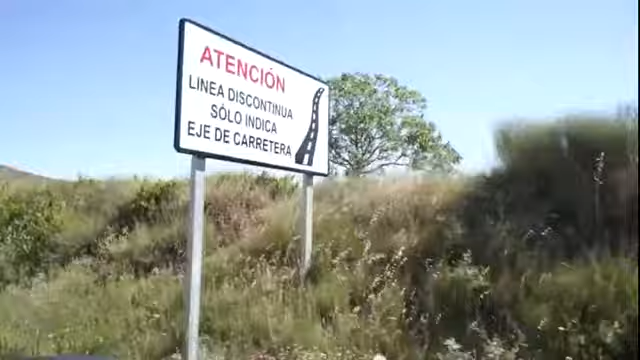 ATENCIÓN
LINEA DISCONTINUA
SÓLO INDICA
EJE DE CARRETERA